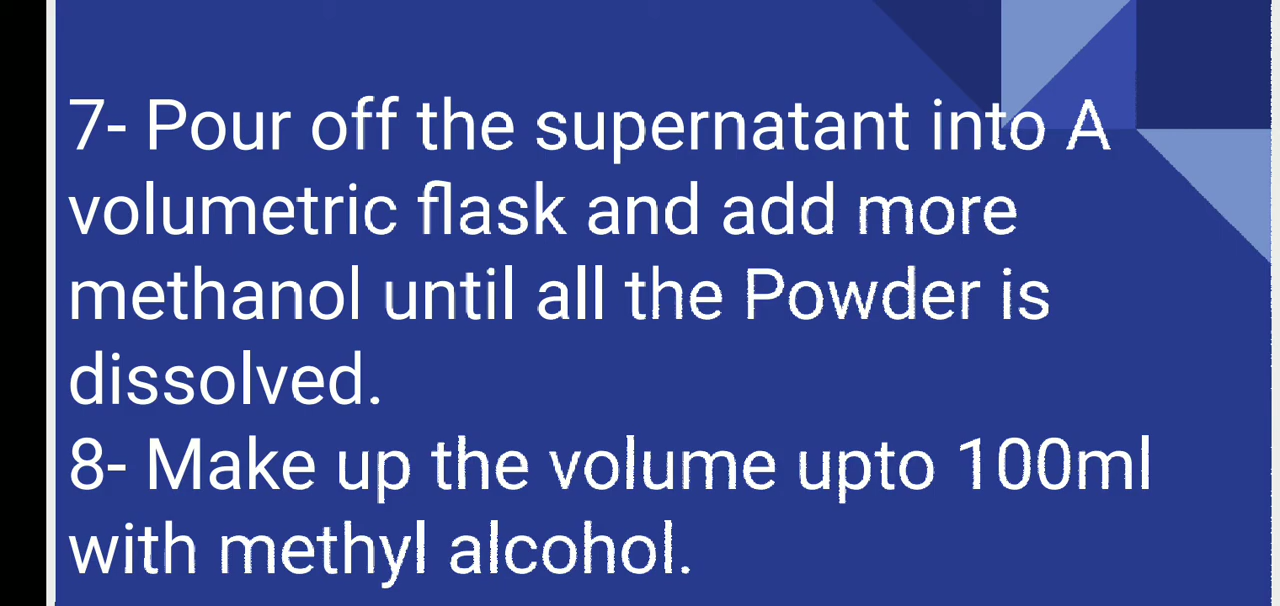 7- Pour off the supernatant into A
volumetric flask and add more
methanol until all the Powder is
dissolved.
8- Make up the volume upto 100ml
with methyl alcohol.